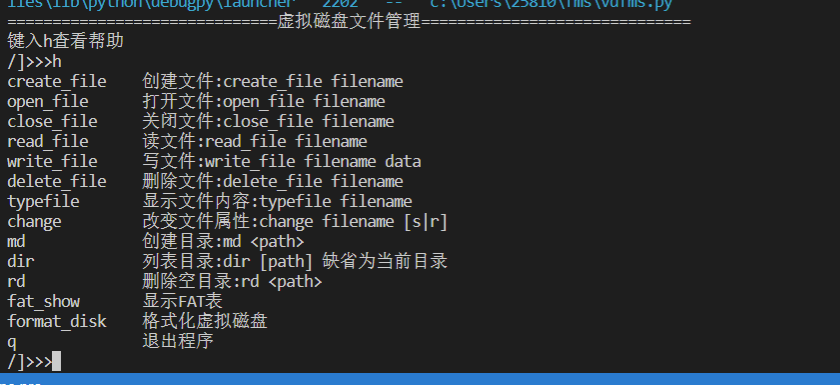 iles\lib\python\debugpy\launcher' '2202' '--' 'c:\Users\25810\fms\vufms.py'
==============================虚拟磁盘文件管理==============================
键入h查看帮助
/]>>>h
create_file 创建文件:create_file filename
open_file 打开文件:open_file filename
close_file 关闭文件:close_file filename
read_file 读文件:read_file filename
write_file 写文件:write_file filename data
delete_file 删除文件:delete_file filename
typefile 显示文件内容:typefile filename
change 改变文件属性:change filename [s|r]
md 创建目录:md <path>
dir 列表目录:dir [path] 缺省为当前目录
rd 删除空目录:rd <path>
fat_show 显示FAT表
format_disk 格式化虚拟磁盘
q 退出程序
/]>>>